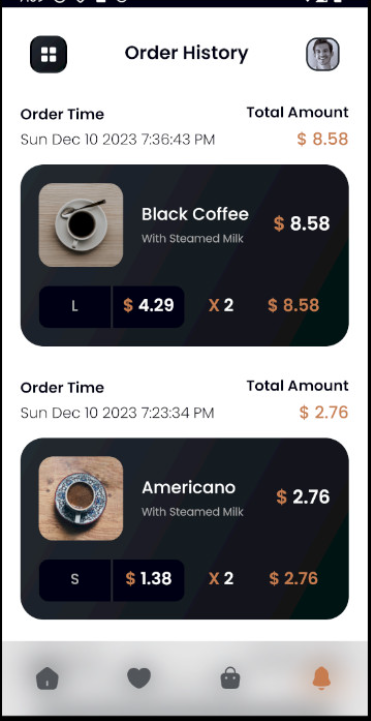 Order History
Order Time
Total Amount
Sun Dec 10 2023 7:36:43 PM
$ 8.58
Black Coffee
$ 8.58
With Steamed Milk
L
$ 4.29
X 2
$ 8.58
Order Time
Total Amount
Sun Dec 10 2023 7:23:34 PM
$ 2.76
Americano
$ 2.76
With Steamed Milk
S
$ 1.38
X 2
$ 2.76